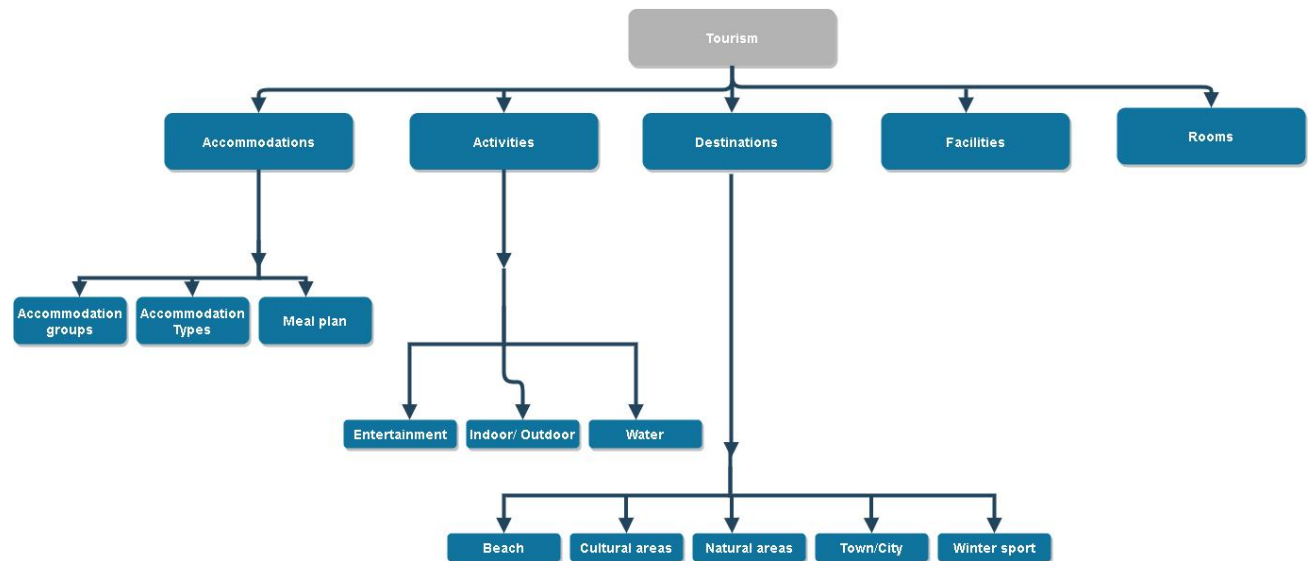 Tourism
Accommodations
Activities
Destinations
Facilities
Rooms
Accommodation
groups
Accommodation
Types
Meal plan
Entertainment
Indoor/ Outdoor
Water
Beach
Cultural areas
Natural areas
Town/City
Winter sport